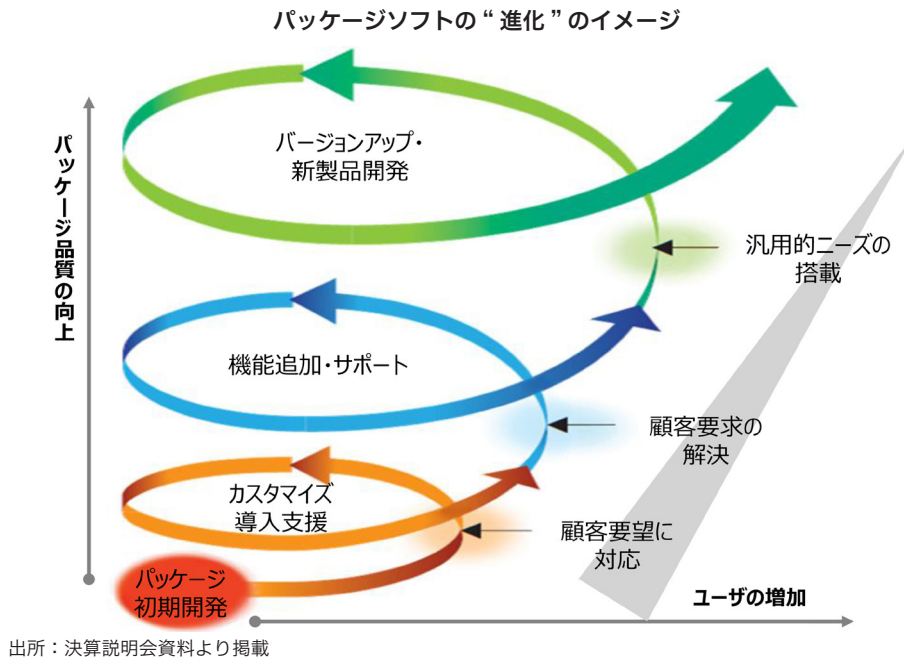 パッケージソフトの“進化”のイメージ
パッケージ品質の向上
バージョンアップ・
新製品開発
汎用的ニーズの
搭載
機能追加・サポート
顧客要求の
解決
カスタマイズ
導入支援
顧客要望に
対応
パッケージ
初期開発
ユーザの増加
出所：決算説明会資料より掲載